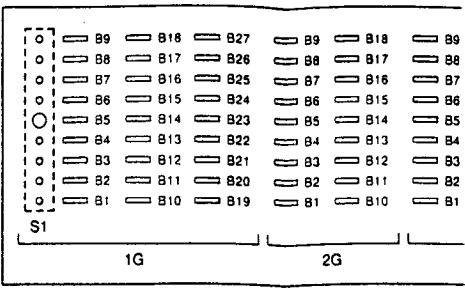 B9 B18 B27 B9 B18 B9
B8 B17 B26 B8 B17 B8
B7 B16 B25 B7 B16 B7
B6 B15 B24 B6 B15 B6
B5 B14 B23 B5 B14 B5
B4 B13 B22 B4 B13 B4
B3 B12 B21 B3 B12 B3
B2 B11 B20 B2 B11 B2
B1 B10 B19 B1 B10 B1
S1
1G 2G